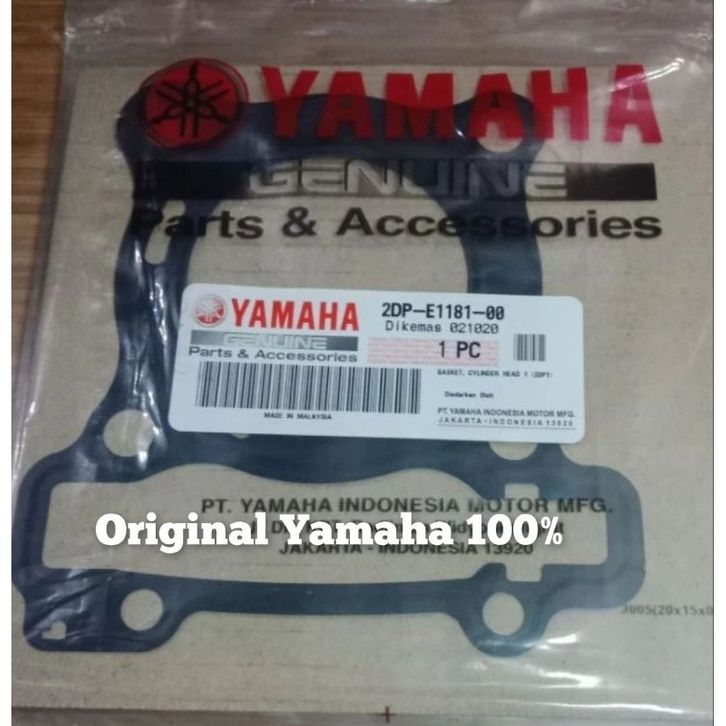 YAMAHA
GENUINE
Parts & Accessories
YAMAHA
GENUINE
Parts & Accessories
MADE IN MALAYSIA
2DP-E1181-00
Dikemas 021020
1 PC
GASKET, CYLINDER HEAD 1 (2DP1)
Diedarkan Oleh
PT. YAMAHA INDONESIA MOTOR MFG.
JAKARTA-INDONESIA 13920
PT. YAMAHA INDONESIA MOTOR MFG.
Original Yamaha 100%
JAKARTA - INDONESIA 13920